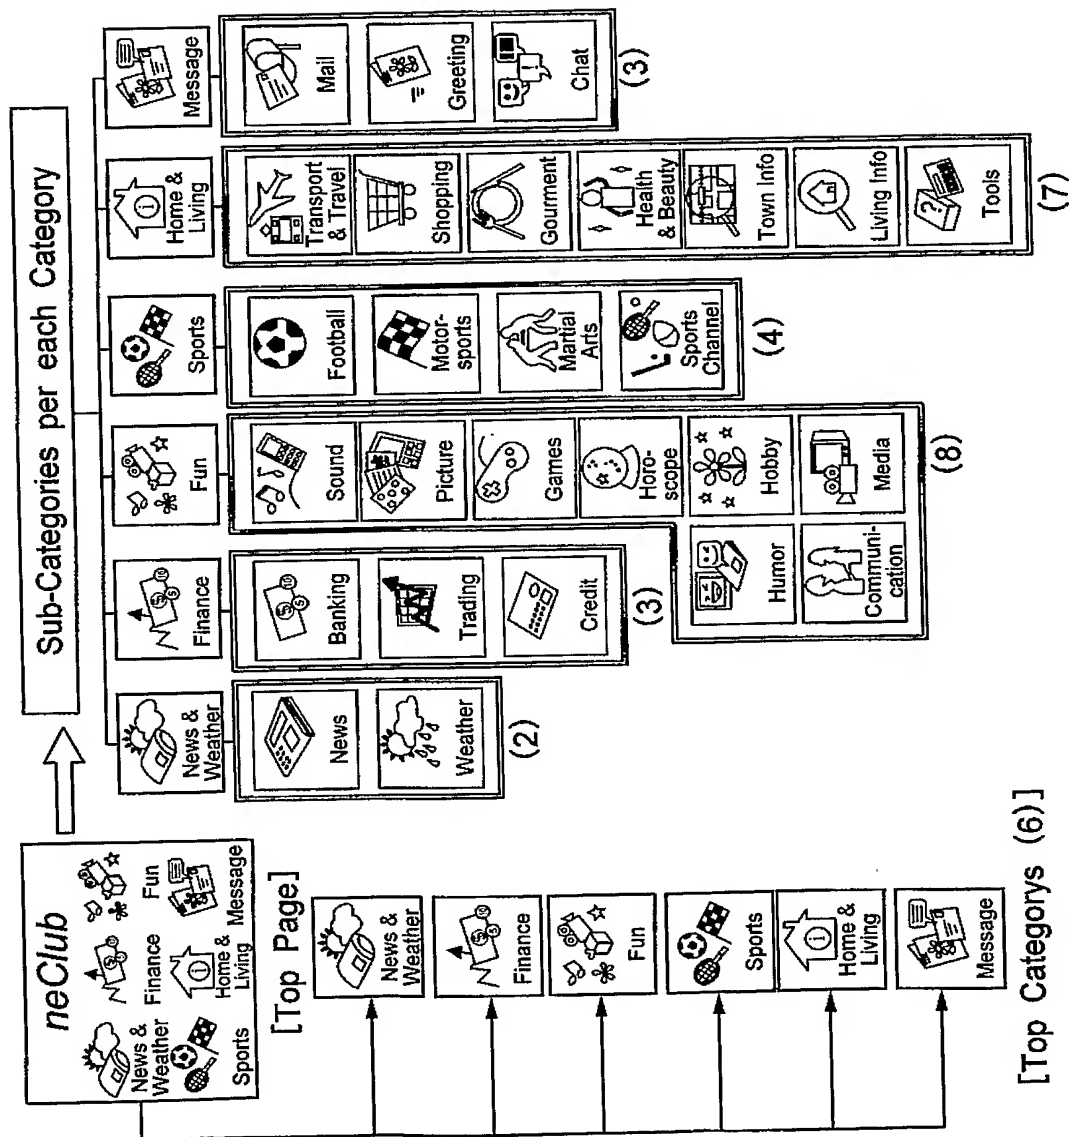 neClub
News &
Weather
Finance
Fun
Sports
Home &
Living
Message
[Top Page]
News &
Weather
Finance
Fun
Sports
Home &
Living
Message
[Top Categorys (6)]
Sub-Categories per each Category
News &
Weather
News
Weather
(2)
Finance
Banking
Trading
Credit
(3)
Fun
Sound
Picture
Games
Horo-
scope
Hobby
Media
Humor
Communi-
cation
(8)
Sports
Football
Motor-
sports
Martial
Arts
Sports
Channel
(4)
Home &
Living
Transport
& Travel
Shopping
Gourment
Health
& Beauty
Town Info
Living Info
Tools
(7)
Message
Mail
Greeting
Chat
(3)